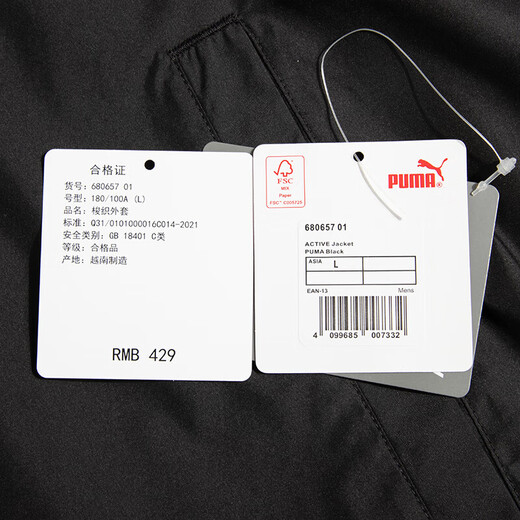 合格证
货号: 680657 01
号型: 180/100A (L)
品名: 梭织外套
标准: Q31/0101000016C014-2021
安全类别: GB 18401 C类
等级: 合格品
产地: 越南制造
RMB 429
FSC
MIX
Paper
FSC® C005725
PUMA®
680657 01
ACTIVE Jacket
PUMA Black
ASIA L
EAN-13 Mens
4 099685 007332